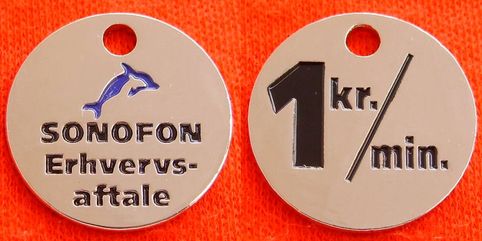 SONOFON
Erhvervs-
aftale
1 kr./min.